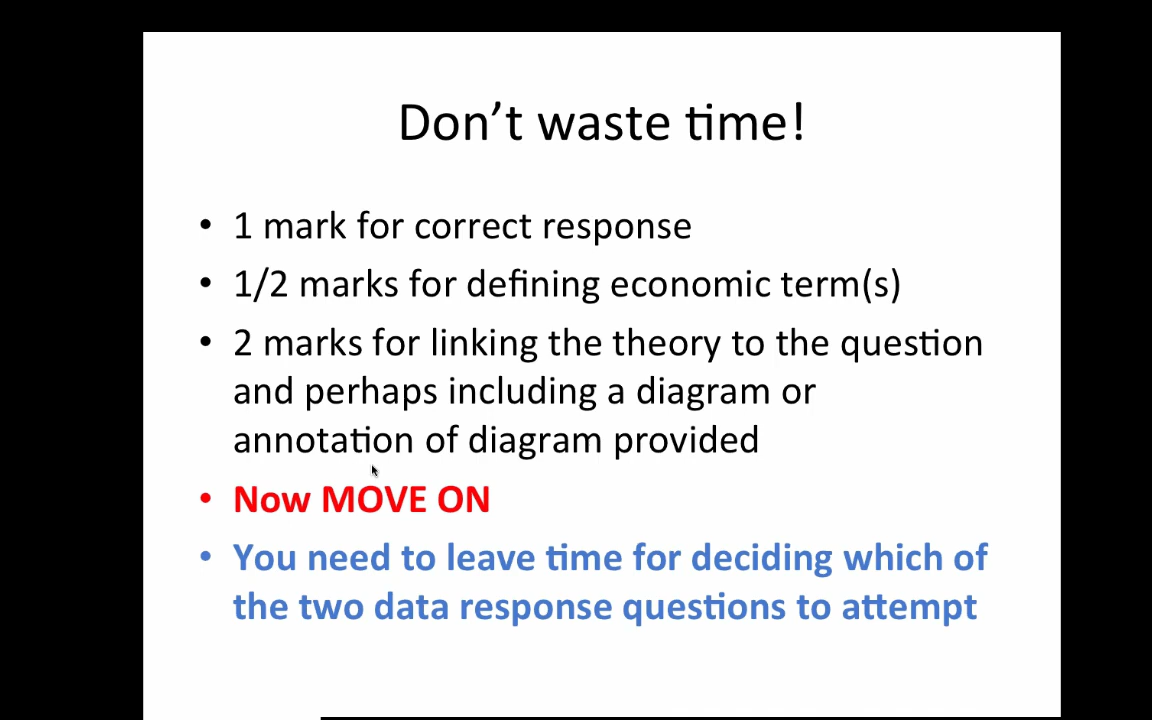 Don’t waste time!
• 1 mark for correct response
• 1/2 marks for defining economic term(s)
• 2 marks for linking the theory to the question
and perhaps including a diagram or
annotation of diagram provided
• Now MOVE ON
• You need to leave time for deciding which of
the two data response questions to attempt